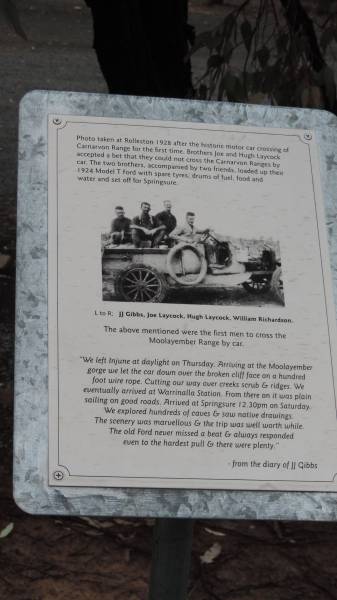 Photo taken at Rolleston 1928 after the historic motor car crossing of
Carnarvon Range for the first time. Brothers Joe and Hugh Laycock
accepted a bet that they could not cross the Carnarvon Ranges by
car. The two brothers, accompanied by two friends, loaded up their
1924 Model T Ford with spare tyres, drums of fuel, food and
water and set off for Springsure.
L to R: JJ Gibbs, Joe Laycock, Hugh Laycock, William Richardson.
The above mentioned were the first men to cross the
Moolayember Range by car.
"We left Injune at daylight on Thursday. Arriving at the Moolayember
gorge we let the car down over the broken cliff face on a hundred
foot wire rope. Cutting our way over creeks scrub & ridges. We
eventually arrived at Warrinalla Station. From there on it was plain
sailing on good roads. Arrived at Springsure 12.30pm on Saturday.
We explored hundreds of caves & saw native drawings.
The scenery was marvellous & the trip was well worth while.
The old Ford never missed a beat & always responded
even to the hardest pull & there were plenty."
- from the diary of JJ Gibbs